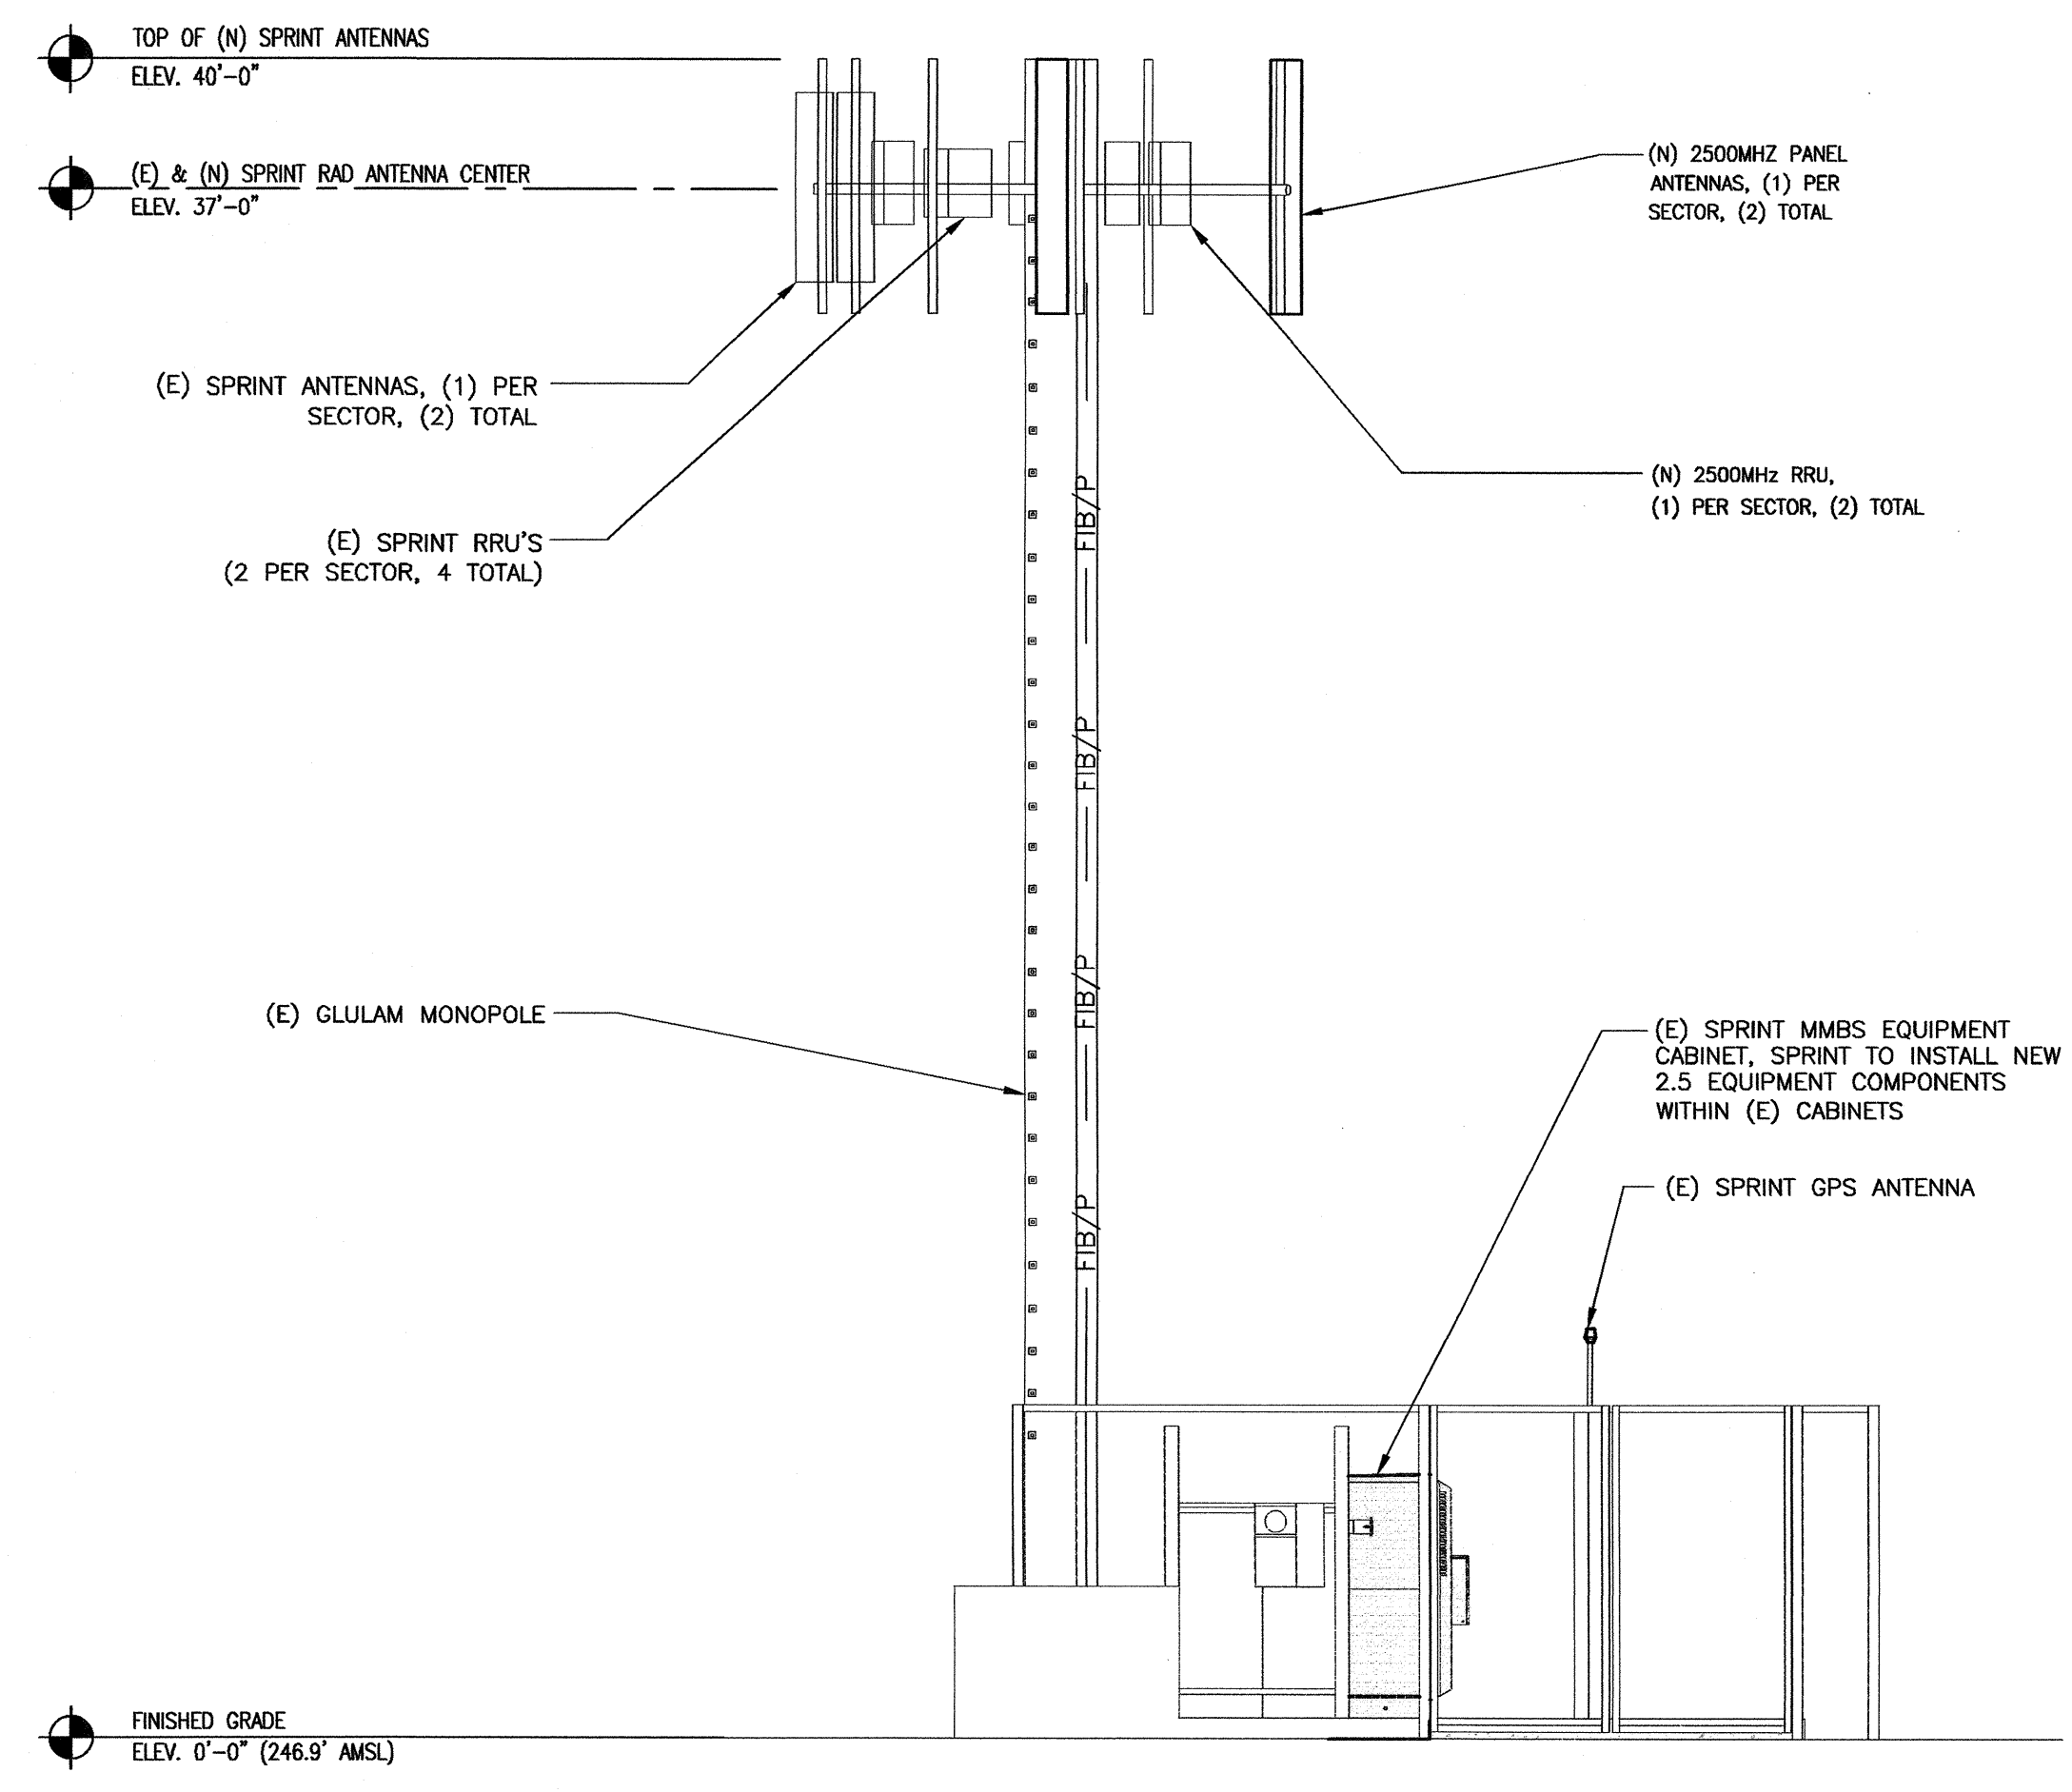 TOP OF (N) SPRINT ANTENNAS
ELEV. 40'-0"
(E) & (N) SPRINT RAD ANTENNA CENTER
ELEV. 37'-0"
(N) 2500MHZ PANEL
ANTENNAS, (1) PER
SECTOR, (2) TOTAL
(E) SPRINT ANTENNAS, (1) PER
SECTOR, (2) TOTAL
(N) 2500MHz RRU,
(1) PER SECTOR, (2) TOTAL
(E) SPRINT RRU'S
(2 PER SECTOR, 4 TOTAL)
FIB/P
FIB/P
FIB/P
FIB/P
(E) GLULAM MONOPOLE
(E) SPRINT MMBS EQUIPMENT
CABINET, SPRINT TO INSTALL NEW
2.5 EQUIPMENT COMPONENTS
WITHIN (E) CABINETS
(E) SPRINT GPS ANTENNA
FINISHED GRADE
ELEV. 0'-0" (246.9' AMSL)